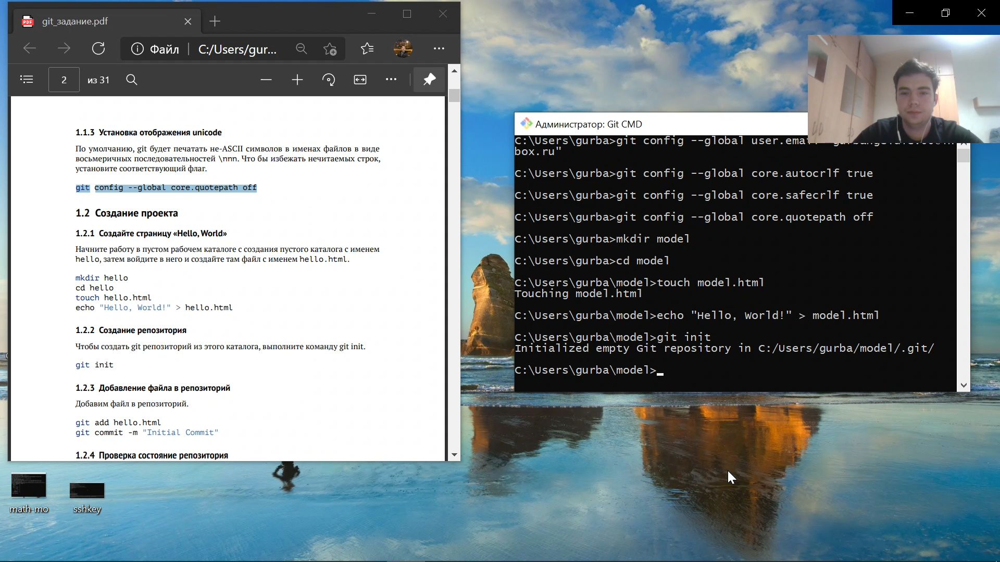 git_задание.pdf
Файл | C:/Users/gur...
2 из 31
1.1.3 Установка отображения unicode
По умолчанию, git будет печатать не-ASCII символов в именах файлов в виде
восьмеричных последовательностей \nnn. Что бы избежать нечитаемых строк,
установите соответствующий флаг.
git config --global core.quotepath off
1.2 Создание проекта
1.2.1 Создайте страницу «Hello, World»
Начните работу в пустом рабочем каталоге с создания пустого каталога с именем
hello, затем войдите в него и создайте там файл с именем hello.html.
mkdir hello
cd hello
touch hello.html
echo "Hello, World!" > hello.html
1.2.2 Создание репозитория
Чтобы создать git репозиторий из этого каталога, выполните команду git init.
git init
1.2.3 Добавление файла в репозиторий
Добавим файл в репозиторий.
git add hello.html
git commit -m "Initial Commit"
1.2.4 Проверка состояние репозитория
Администратор: Git CMD
C:\Users\gurba>git config --global
box.ru"
C:\Users\gurba>git config --global core.autocrlf true
C:\Users\gurba>git config --global core.safecrlf true
C:\Users\gurba>git config --global core.quotepath off
C:\Users\gurba>mkdir model
C:\Users\gurba>cd model
C:\Users\gurba\model>touch model.html
Touching model.html
C:\Users\gurba\model>echo "Hello, World!" > model.html
C:\Users\gurba\model>git init
Initialized empty Git repository in C:/Users/gurba/model/.git/
C:\Users\gurba\model>
math-mo
sshkey